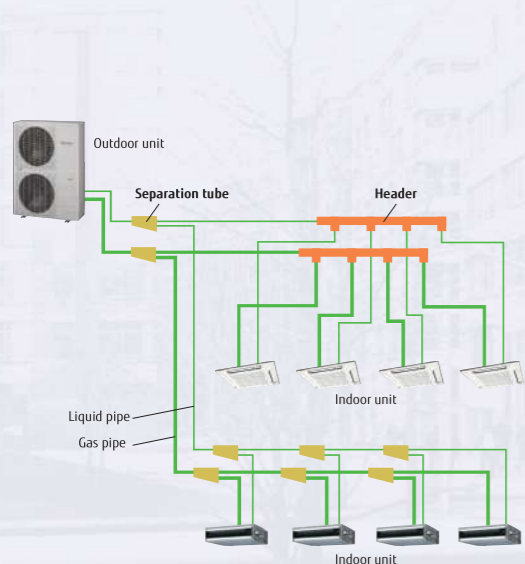 Outdoor unit
Separation tube
Header
Indoor unit
Liquid pipe
Gas pipe
Indoor unit